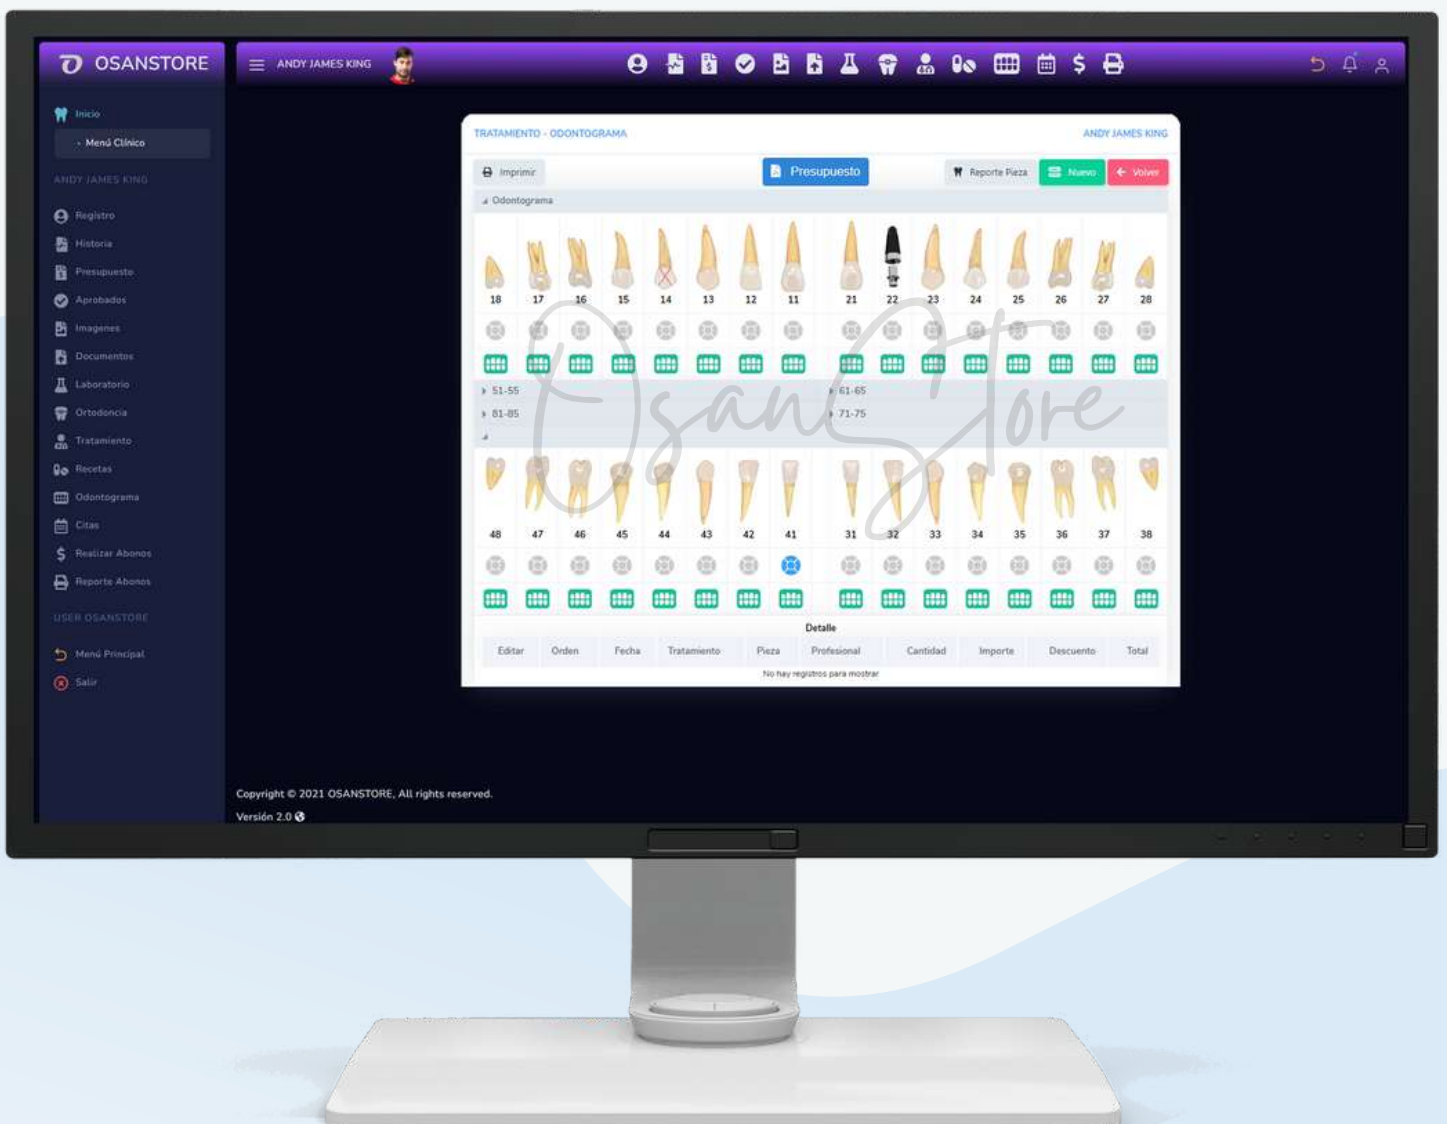 OSANSTORE
ANDY JAMES KING
Inicio
- Menú Clínico
ANDY JAMES KING
Registro
Historia
Presupuesto
Aprobados
Imagenes
Documentos
Laboratorio
Ortodoncia
Tratamiento
Recetas
Odontograma
Citas
Realizar Abonos
Reporte Abonos
USER OSANSTORE
Menú Principal
Salir
TRATAMIENTO - ODONTOGRAMA ANDY JAMES KING
Imprimir Presupuesto Reporte Pieza Nuevo Volver
Odontograma
18 17 16 15 14 13 12 11 21 22 23 24 25 26 27 28
51-55 61-65
81-85 71-75
OsanStore
48 47 46 45 44 43 42 41 31 32 33 34 35 36 37 38
Detalle
Editar Orden Fecha Tratamiento Pieza Profesional Cantidad Importe Descuento Total
No hay registros para mostrar
Copyright © 2021 OSANSTORE, All rights reserved.
Versión 2.0